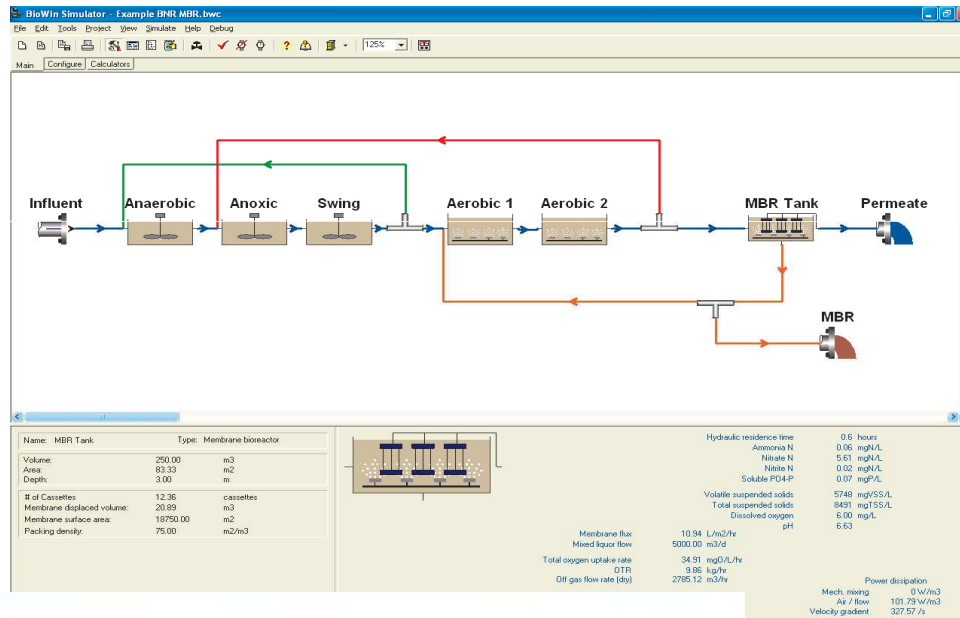 BioWin Simulator - Example BNR MBR.bwc
File Edit Tools Project View Simulate Help Debug
125%
Main Configure Calculators
Influent Anaerobic Anoxic Swing Aerobic 1 Aerobic 2 MBR Tank Permeate
MBR
Name: MBR Tank Type: Membrane bioreactor
Volume: 250.00 m3
Area: 83.33 m2
Depth: 3.00 m
# of Cassettes 12.36 cassettes
Membrane displaced volume: 20.89 m3
Membrane surface area: 18750.00 m2
Packing density: 75.00 m2/m3
Hydraulic residence time 0.6 hours
Ammonia N 0.06 mgN/L
Nitrate N 5.61 mgN/L
Nitrite N 0.02 mgN/L
Soluble PO4-P 0.07 mgP/L
Volatile suspended solids 5748 mgVSS/L
Total suspended solids 8491 mgTSS/L
Dissolved oxygen 6.00 mg/L
pH 6.63
Membrane flux 10.94 L/m2/hr
Mixed liquor flow 5000.00 m3/d
Total oxygen uptake rate 34.91 mgO/L/hr
OTR 9.86 kg/hr
Off gas flow rate (dry) 2785.12 m3/hr
Power dissipation
Mech. mixing 0 W/m3
Air / flow 101.79 W/m3
Velocity gradient 327.57 /s